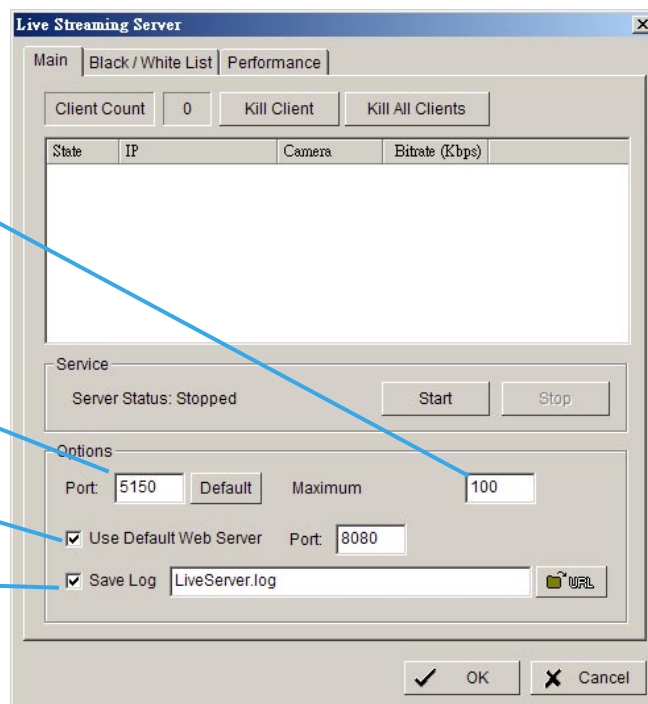 Live Streaming Server
Main Black / White List Performance
Client Count 0 Kill Client Kill All Clients
State IP Camera Bitrate (Kbps)
Service
Server Status: Stopped Start Stop
Options
Port: 5150 Default Maximum 100
Use Default Web Server Port: 8080
Save Log LiveServer.log URL
OK Cancel